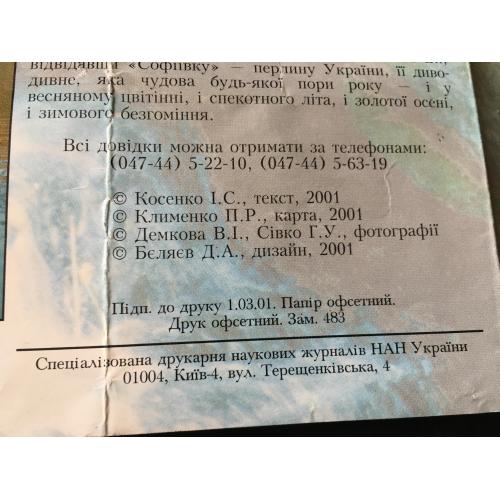 відвідавши «Софіївку» — перлину України, її диво-
дивне, яка чудова будь-якої пори року — і у
весняному цвітінні, і спекотного літа, і золотої осені,
і зимового безгоміння.
Всі довідки можна отримати за телефонами:
(047-44) 5-22-10, (047-44) 5-63-19
© Косенко І.С., текст, 2001
© Клименко П.Р., карта, 2001
© Демкова В.І., Сівко Г.У., фотографії
© Бєляєв Д.А., дизайн, 2001
Підп. до друку 1.03.01. Папір офсетний.
Друк офсетний. Зам. 483
Спеціалізована друкарня наукових журналів НАН України
01004, Київ-4, вул. Терещенківська, 4